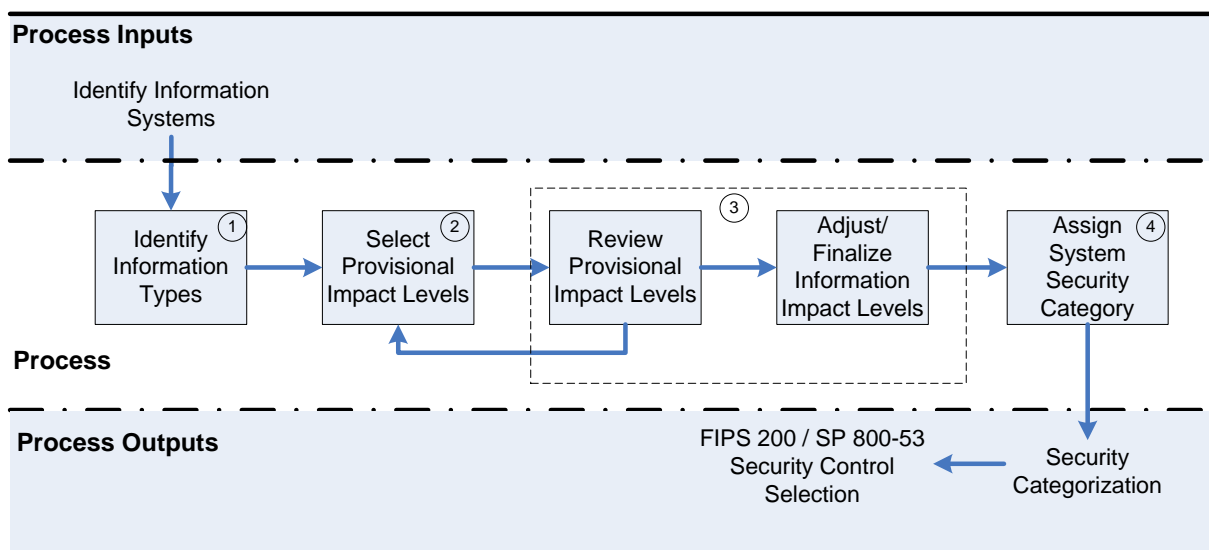 Process Inputs
Identify Information
Systems
1
Identify
Information
Types
2
Select
Provisional
Impact Levels
3
Review
Provisional
Impact Levels
Adjust/
Finalize
Information
Impact Levels
4
Assign
System
Security
Category
Process
Process Outputs
FIPS 200 / SP 800-53
Security Control
Selection
Security
Categorization